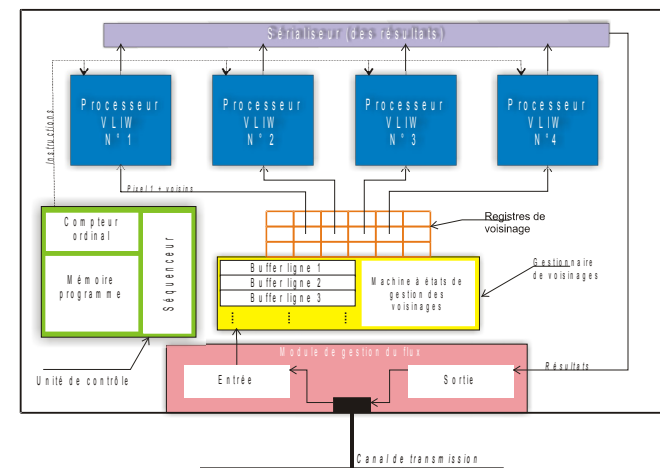 Sérialiseur (des résultats)
Processeur
VLIW
N°1
Processeur
VLIW
N°2
Processeur
VLIW
N°3
Processeur
VLIW
N°4
Instructions
Pixel 1 + voisins
Registres de
voisinage
Compteur
ordinal
Mémoire
programme
Séquenceur
Buffer ligne 1
Buffer ligne 2
Buffer ligne 3
Machine à états de
gestion des
voisinages
Gestionnaire
de voisinages
Module de gestion du flux
Entrée
Sortie
Résultats
Unité de contrôle
Canal de transmission